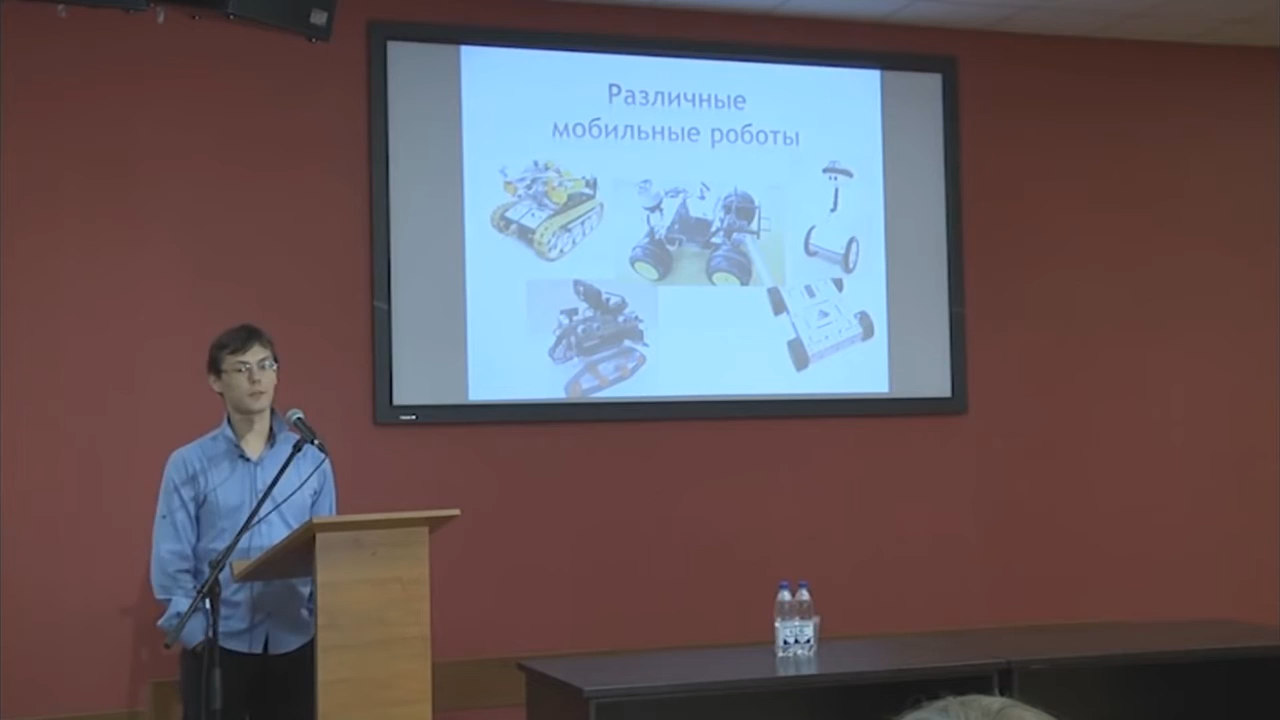 Различные
мобильные роботы